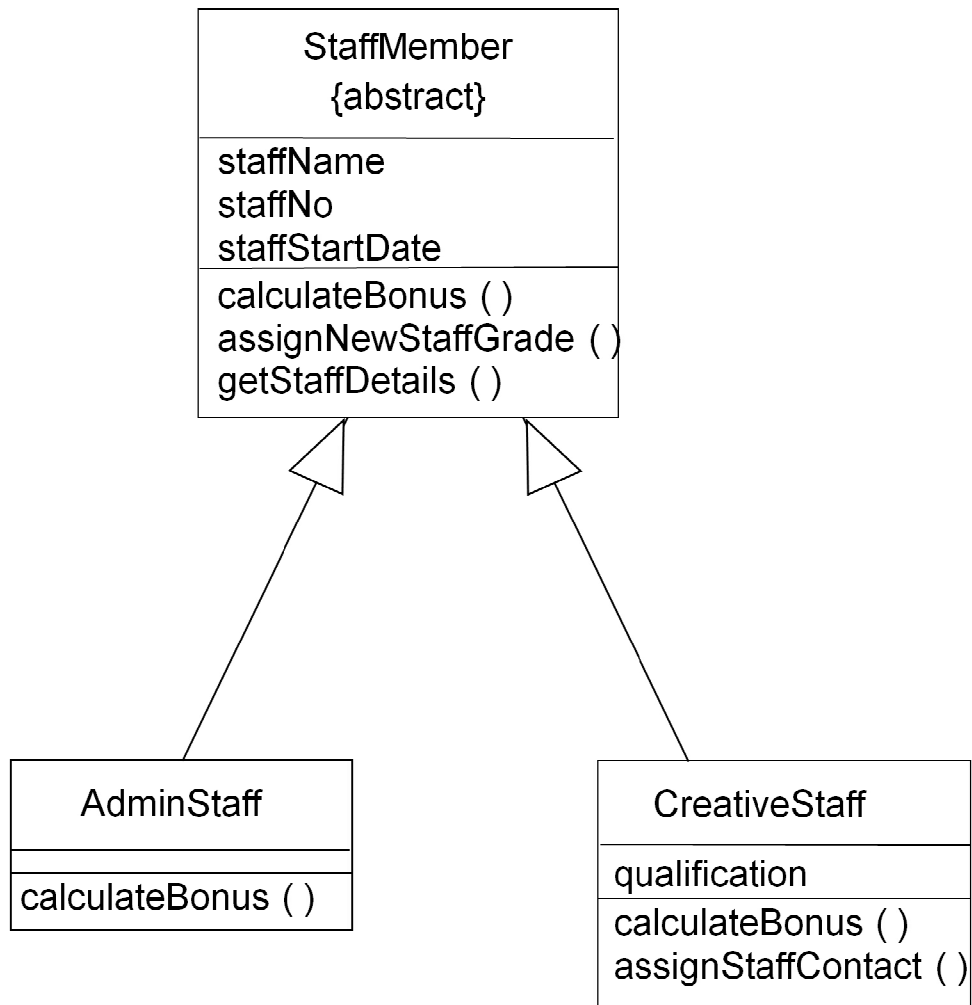 StaffMember
{abstract}
staffName
staffNo
staffStartDate
calculateBonus ( )
assignNewStaffGrade ( )
getStaffDetails ( )
AdminStaff
calculateBonus ( )
CreativeStaff
qualification
calculateBonus ( )
assignStaffContact ( )